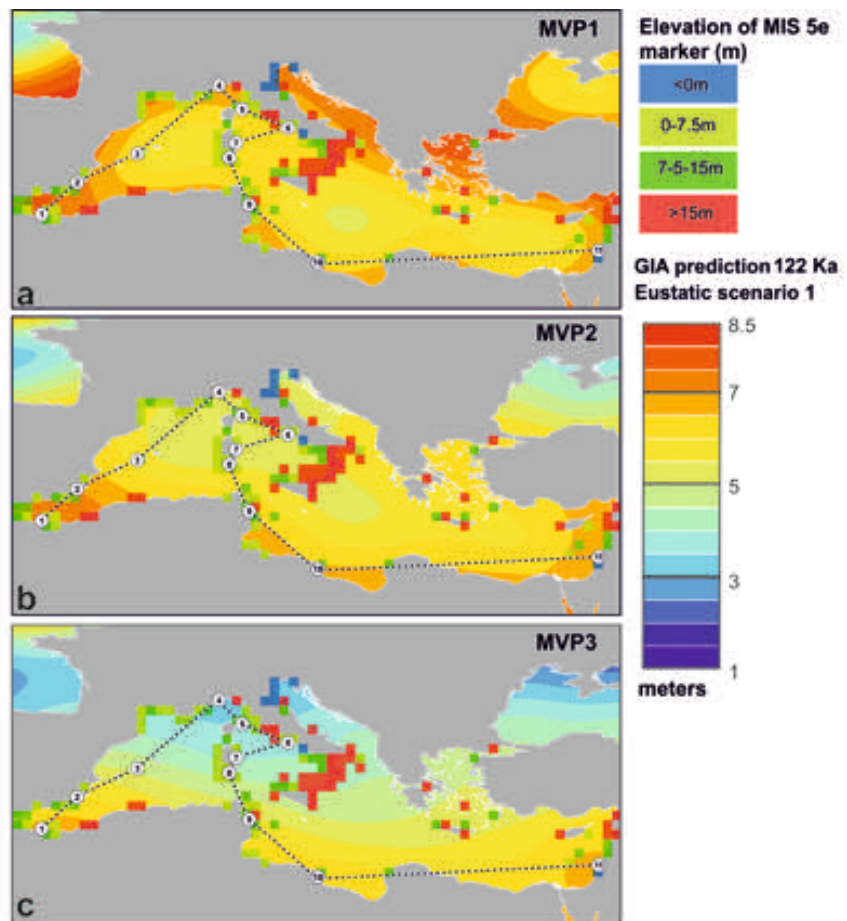 MVP1
a
MVP2
b
MVP3
c
Elevation of MIS 5e
marker (m)
<0m
0-7.5m
7-5-15m
>15m
GIA prediction 122 Ka
Eustatic scenario 1
8.5
7
5
3
1
meters